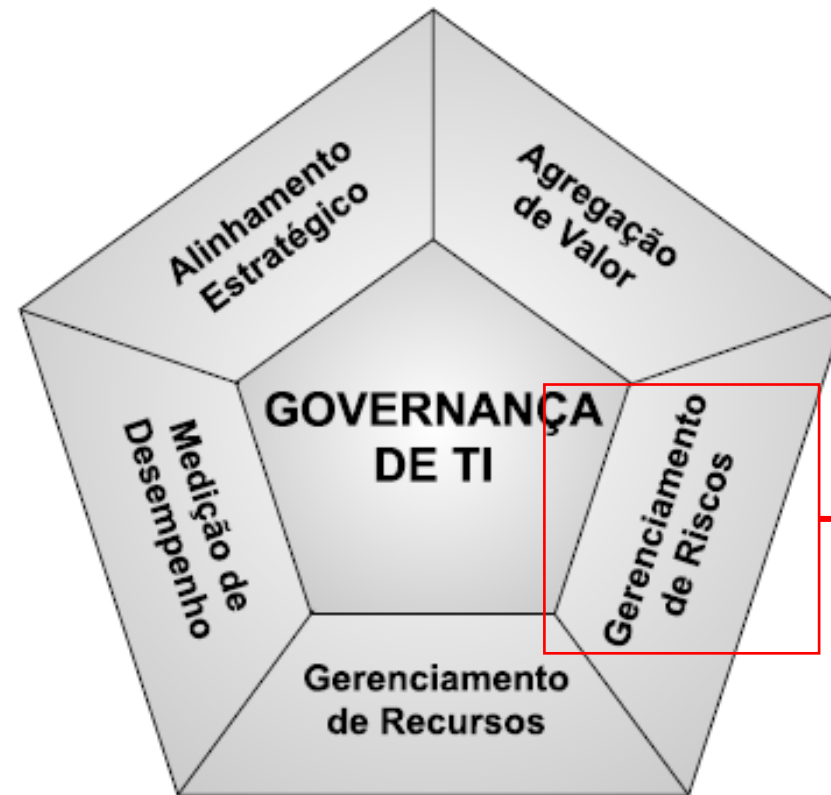 Alinhamento
Estratégico
Agregação
de Valor
GOVERNANÇA
DE TI
Medição de
Desempenho
Gerenciamento
de Riscos
Gerenciamento
de Recursos